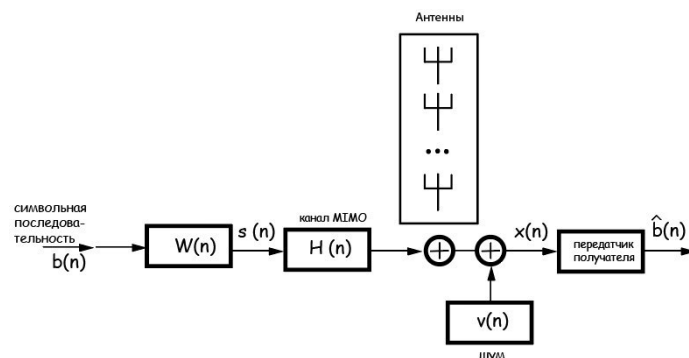 Антенны
...
символьная
последова-
тельность
b(n)
W(n)
s (n)
канал MIMO
H (n)
+
+
x(n)
передатчик
получателя
b̂(n)
v(n)
шум